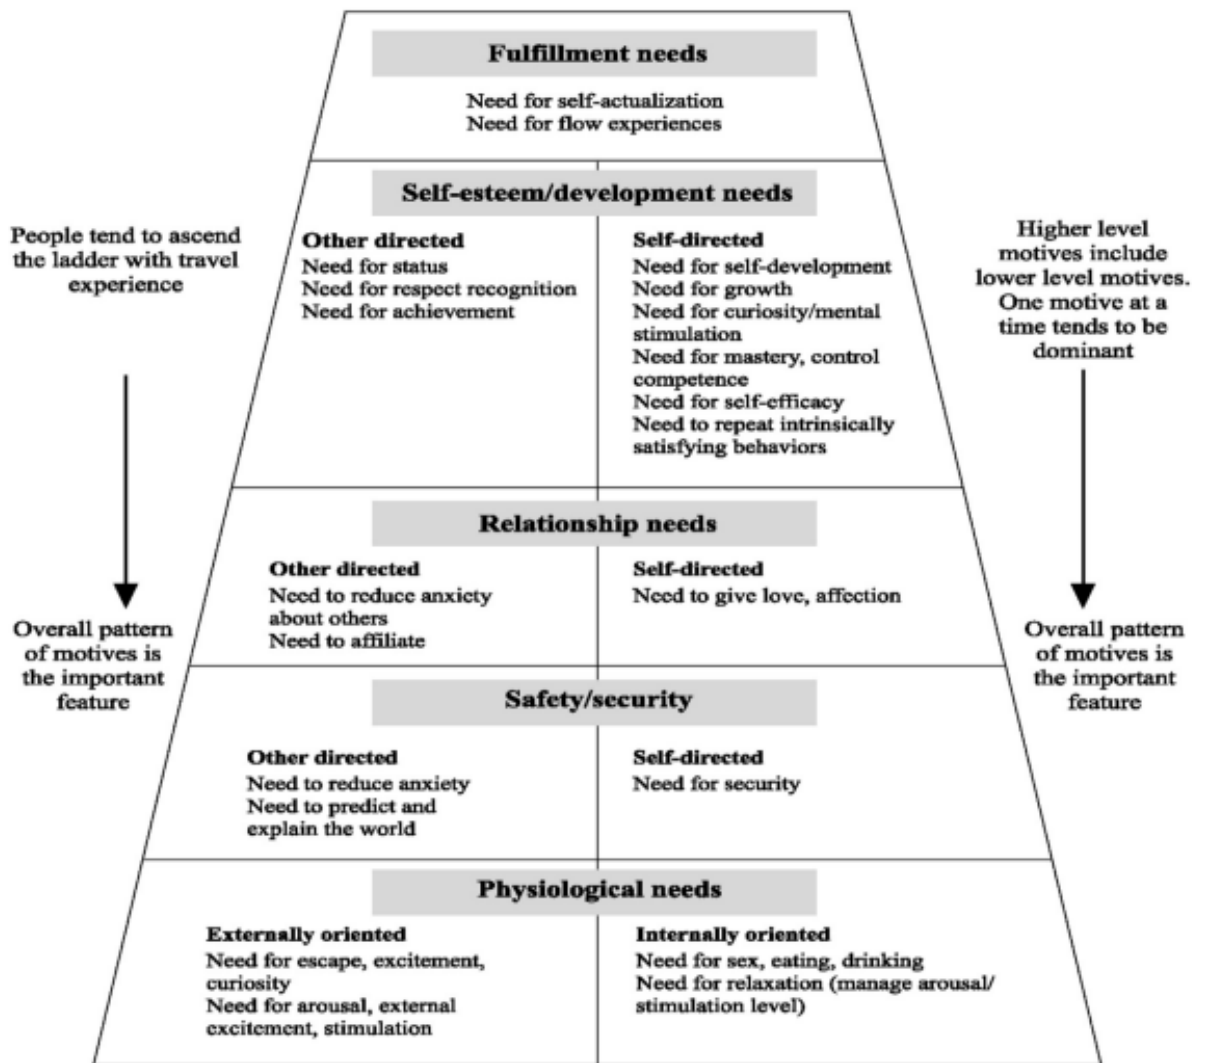 Fulfillment needs
Need for self-actualization
Need for flow experiences
Self-esteem/development needs
People tend to ascend
the ladder with travel
experience
Other directed
Need for status
Need for respect recognition
Need for achievement
Self-directed
Need for self-development
Need for growth
Need for curiosity/mental
stimulation
Need for mastery, control
competence
Need for self-efficacy
Need to repeat intrinsically
satisfying behaviors
Higher level
motives include
lower level motives.
One motive at a
time tends to be
dominant
Relationship needs
Other directed
Need to reduce anxiety
about others
Need to affiliate
Self-directed
Need to give love, affection
Overall pattern
of motives is
the important
feature
Overall pattern
of motives is
the important
feature
Safety/security
Other directed
Need to reduce anxiety
Need to predict and
explain the world
Self-directed
Need for security
Physiological needs
Externally oriented
Need for escape, excitement,
curiosity
Need for arousal, external
excitement, stimulation
Internally oriented
Need for sex, eating, drinking
Need for relaxation (manage arousal/
stimulation level)